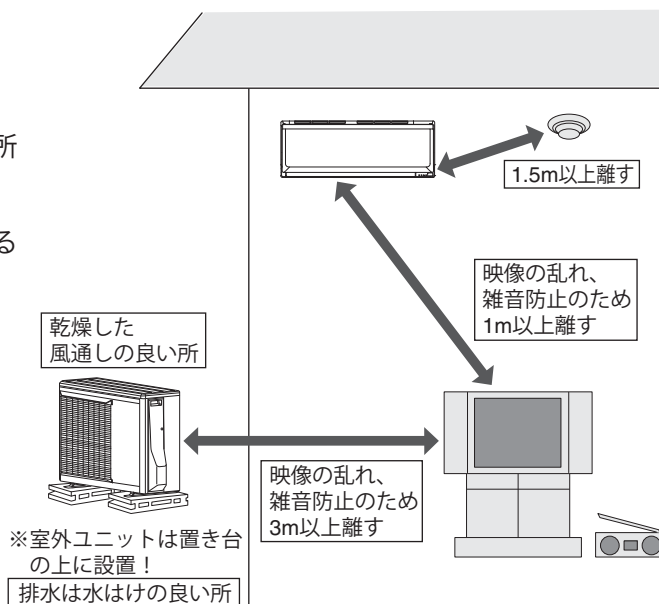 所
る
1.5m以上離す
映像の乱れ、
雑音防止のため
1m以上離す
乾燥した
風通しの良い所
映像の乱れ、
雑音防止のため
3m以上離す
※室外ユニットは置き台
の上に設置！
排水は水はけの良い所